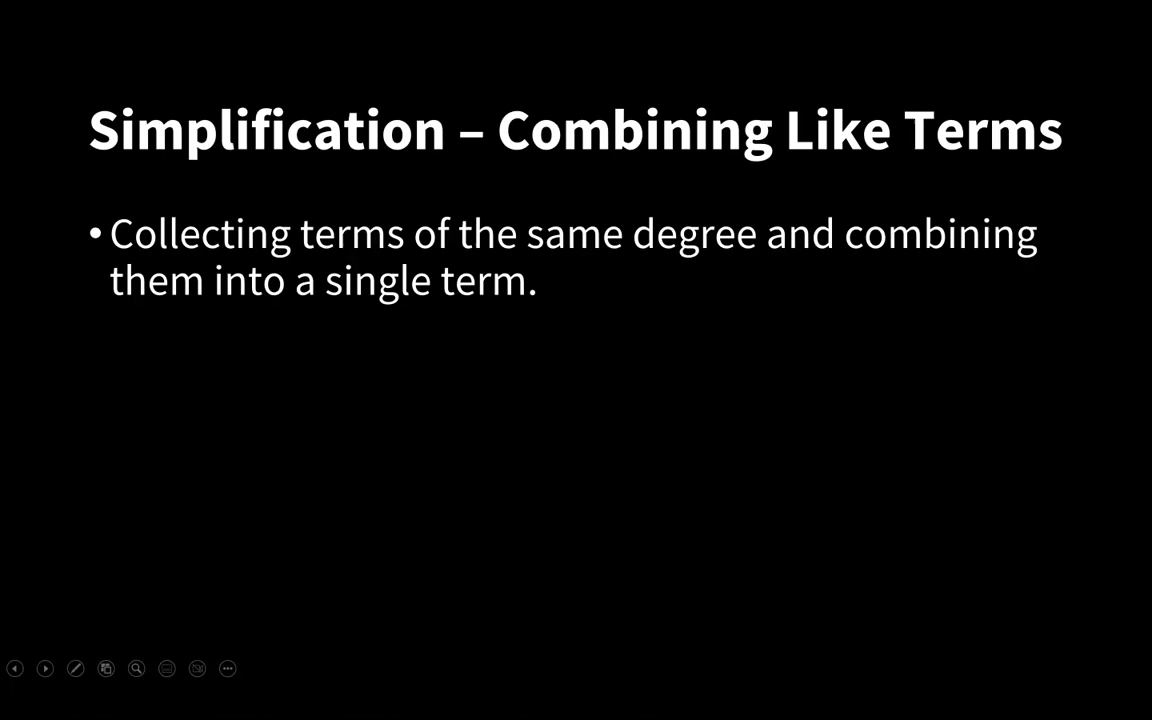 Simplification – Combining Like Terms
• Collecting terms of the same degree and combining
them into a single term.